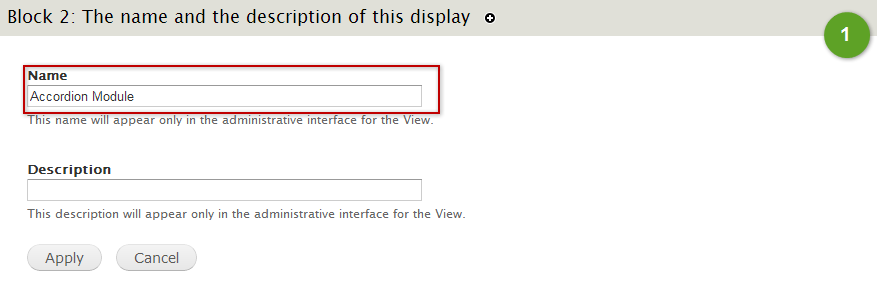 Block 2: The name and the description of this display
1
Name
Accordion Module
This name will appear only in the administrative interface for the View.
Description
This description will appear only in the administrative interface for the View.
Apply Cancel